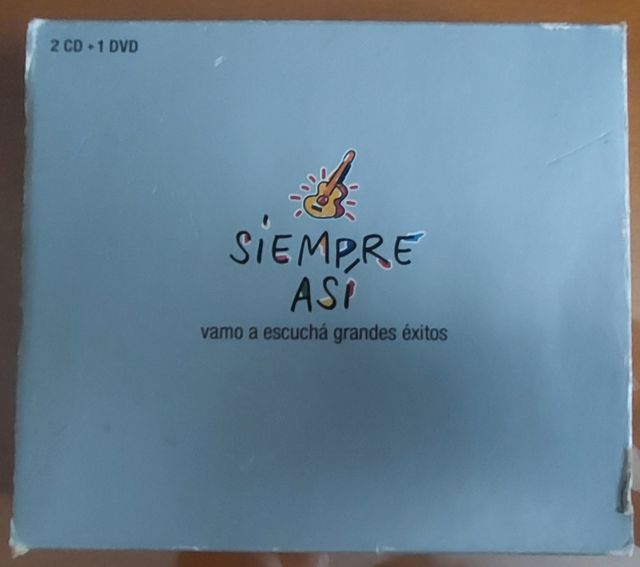 2 CD + 1 DVD
SiEMPRE
ASÍ
vamo a escuchá grandes éxitos